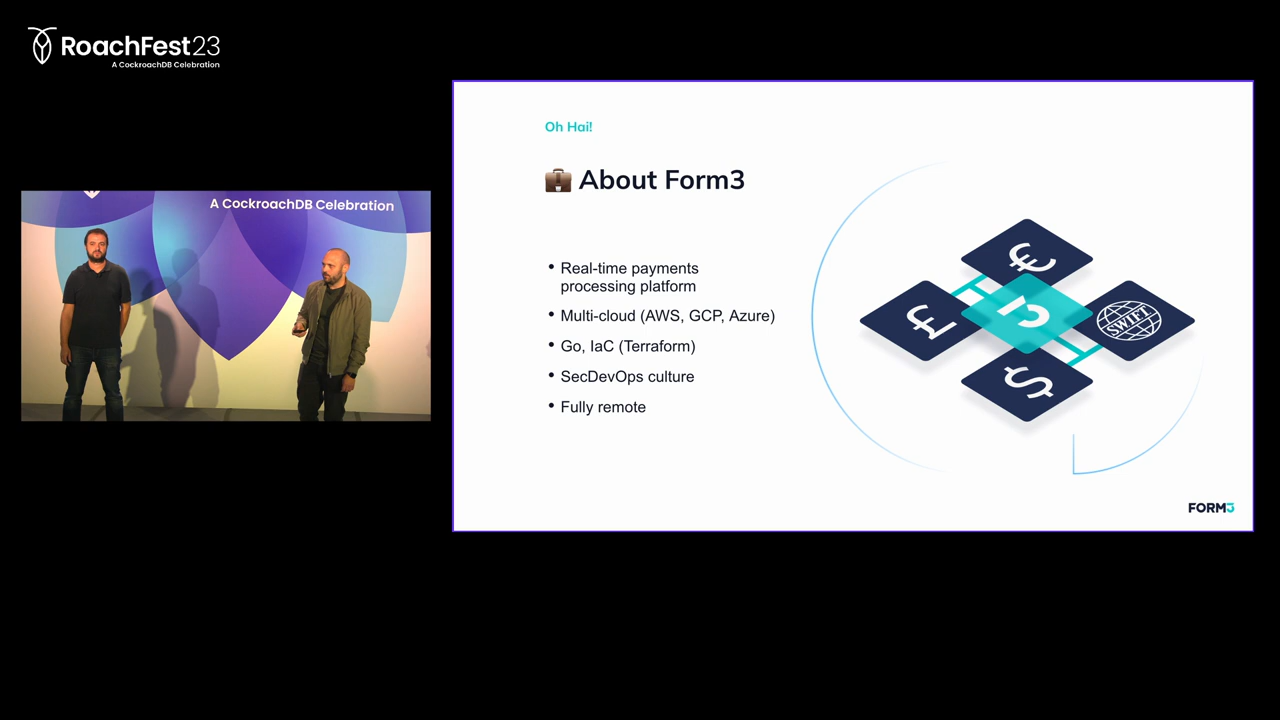 RoachFest23
A CockroachDB Celebration
A CockroachDB Celebration
Oh Hai!
About Form3
• Real-time payments
processing platform
• Multi-cloud (AWS, GCP, Azure)
• Go, IaC (Terraform)
• SecDevOps culture
• Fully remote
€
£
3
SWIFT
$
FORM3